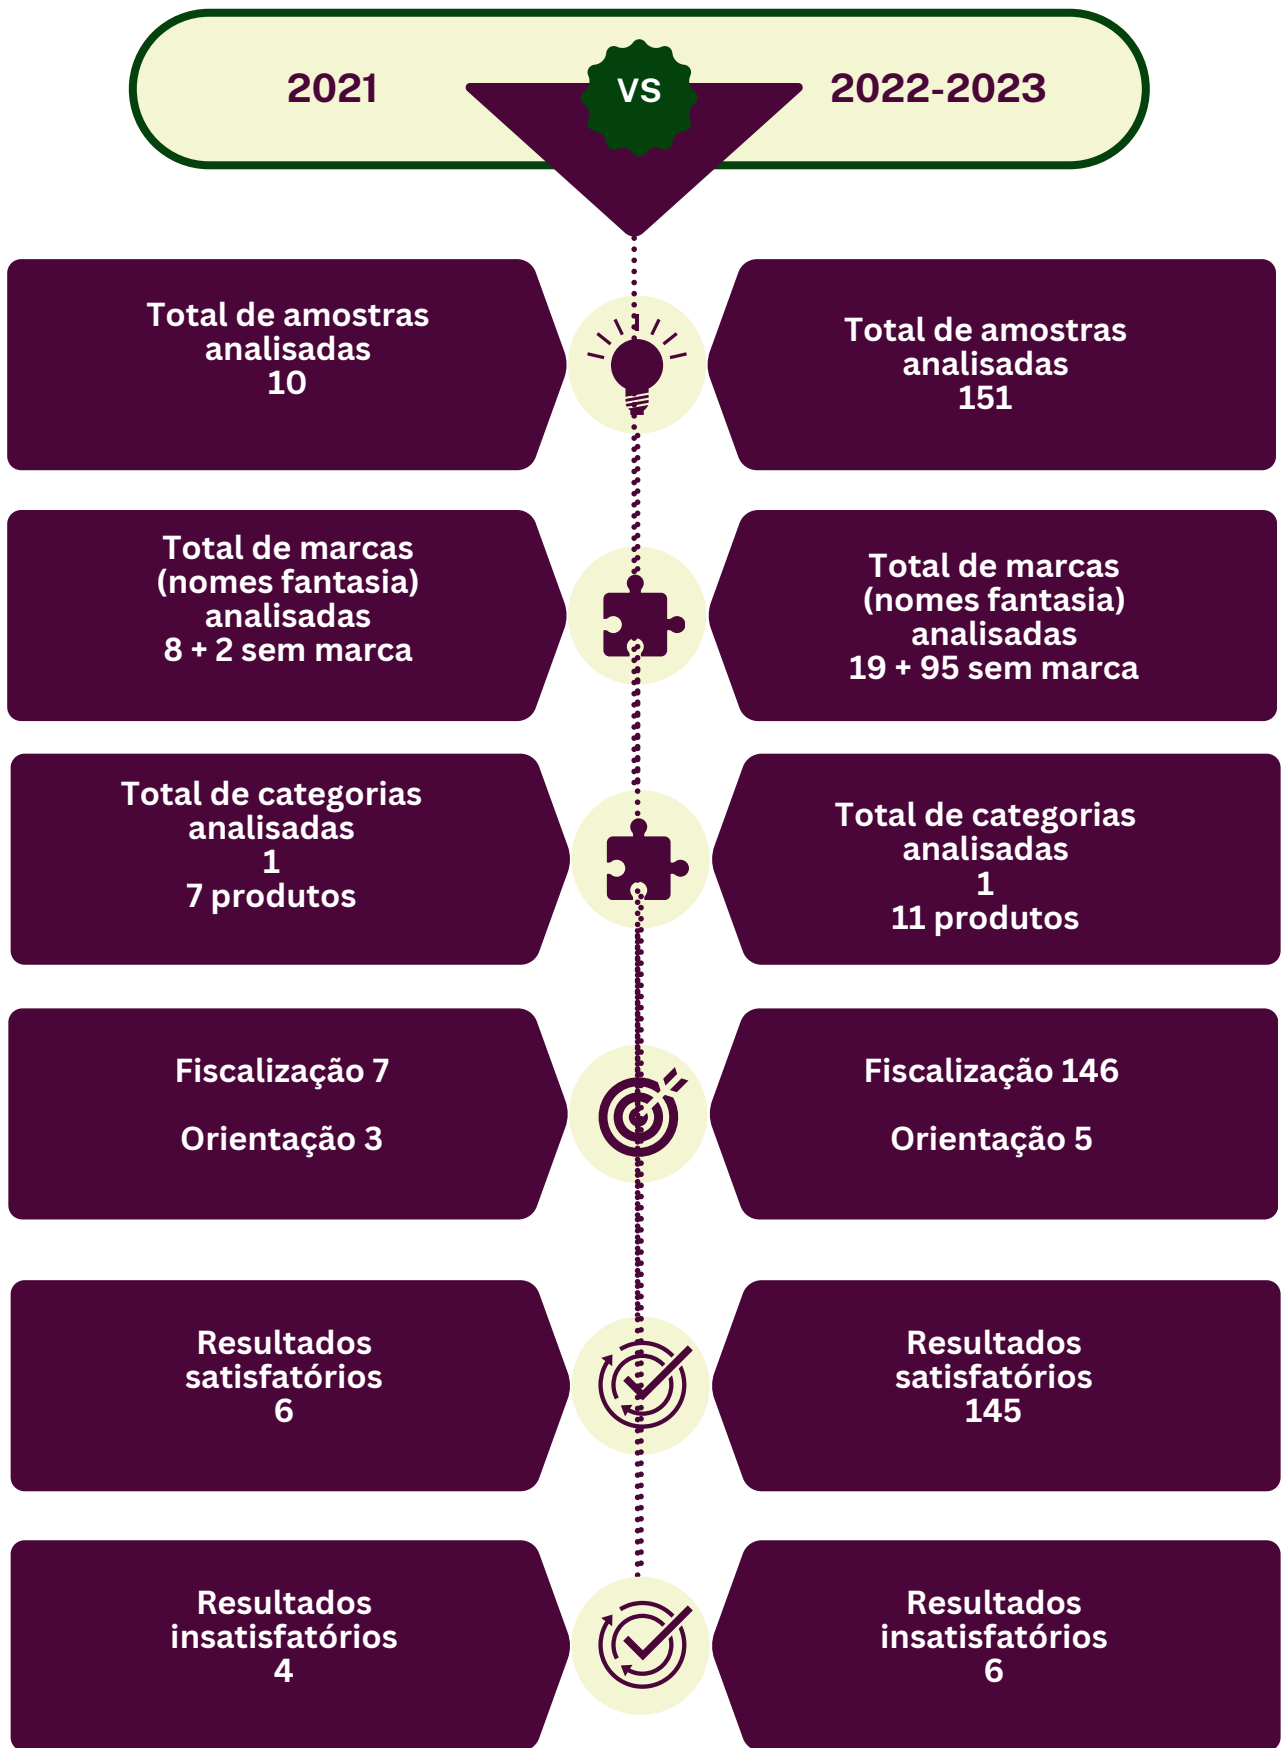 2021
VS
2022-2023
Total de amostras
analisadas
10
Total de amostras
analisadas
151
Total de marcas
(nomes fantasia)
analisadas
8 + 2 sem marca
Total de marcas
(nomes fantasia)
analisadas
19 + 95 sem marca
Total de categorias
analisadas
1
7 produtos
Total de categorias
analisadas
1
11 produtos
Fiscalização 7
Orientação 3
Fiscalização 146
Orientação 5
Resultados
satisfatórios
6
Resultados
satisfatórios
145
Resultados
insatisfatórios
4
Resultados
insatisfatórios
6